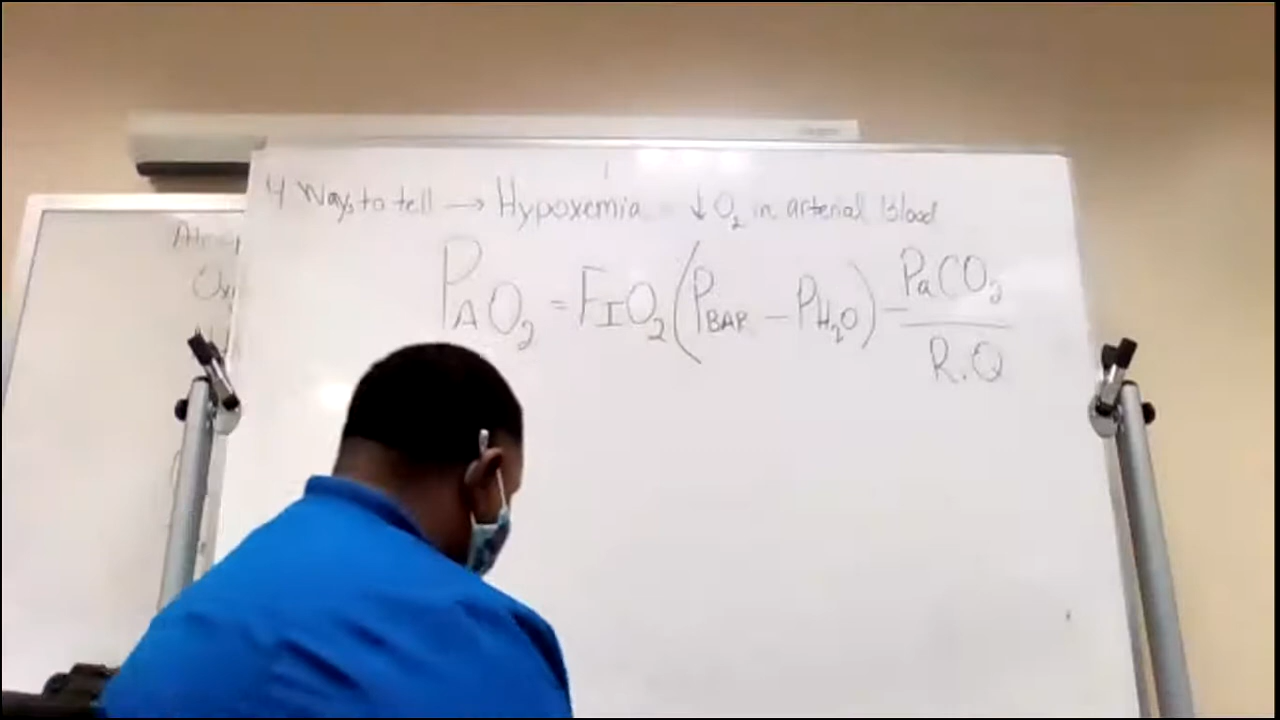 4 Ways to tell → Hypoxemia ↓ O₂ in arterial Blood
PAO₂ = FIO₂ (PBAR - PH₂O) - PaCO₂ / R.Q